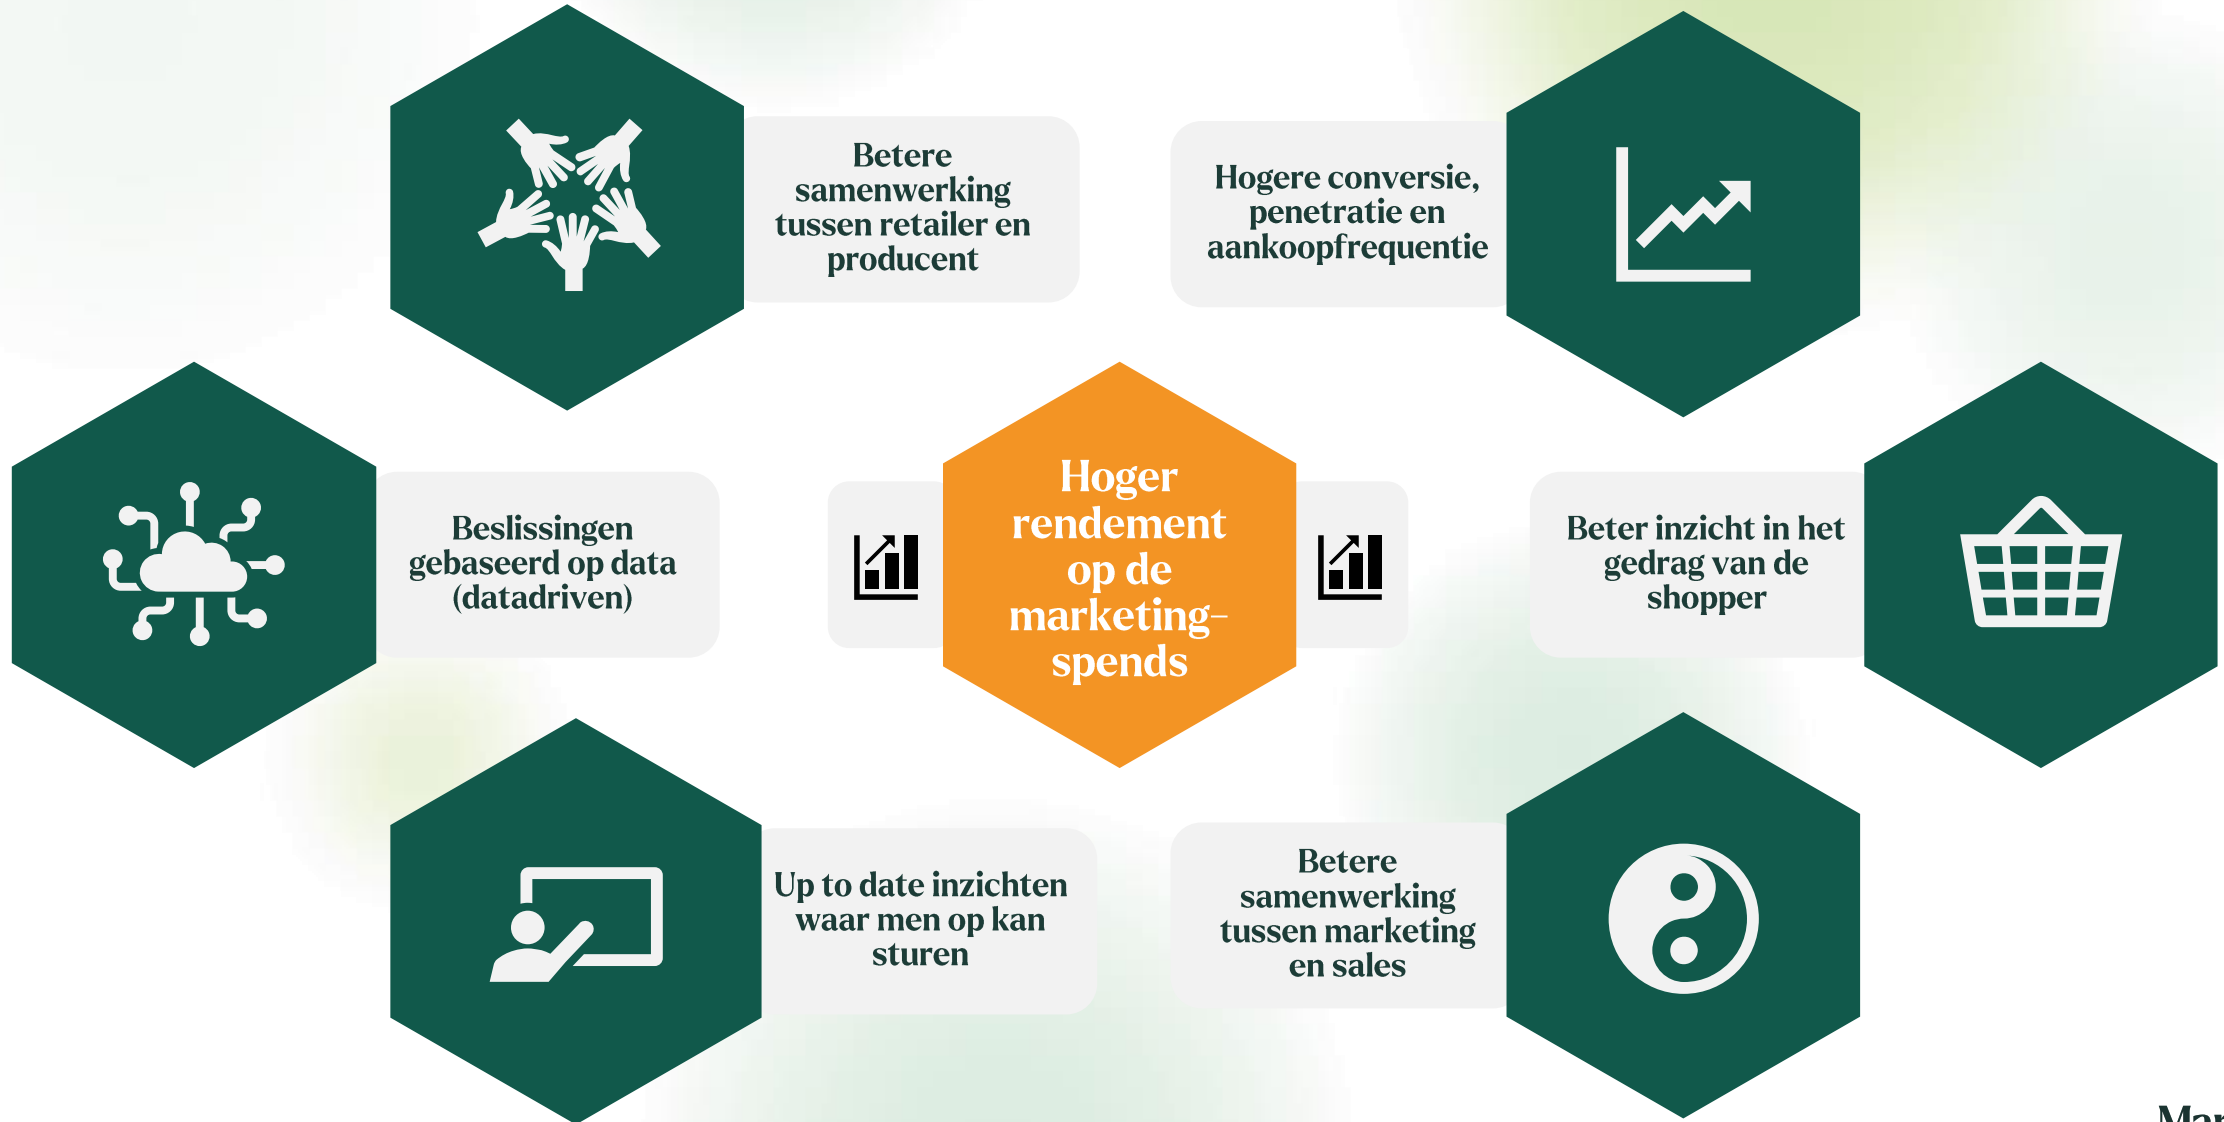 Betere
samenwerking
tussen retailer en
producent
Hogere conversie,
penetratie en
aankoopfrequentie
Beslissingen
gebaseerd op data
(datadriven)
Hoger
rendement
op de
marketing-
spends
Beter inzicht in het
gedrag van de
shopper
Up to date inzichten
waar men op kan
sturen
Betere
samenwerking
tussen marketing
en sales